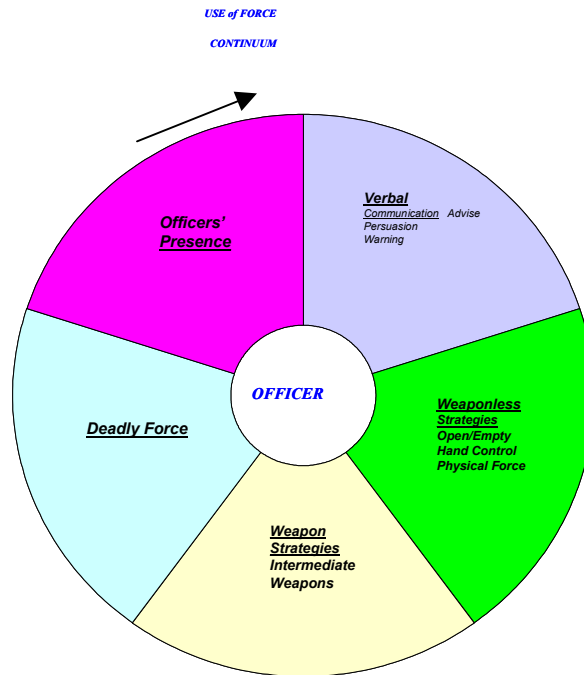 USE of FORCE
CONTINUUM
Officers'
Presence
Verbal
Communication Advise
Persuasion
Warning
OFFICER
Weaponless
Strategies
Open/Empty
Hand Control
Physical Force
Deadly Force
Weapon
Strategies
Intermediate
Weapons